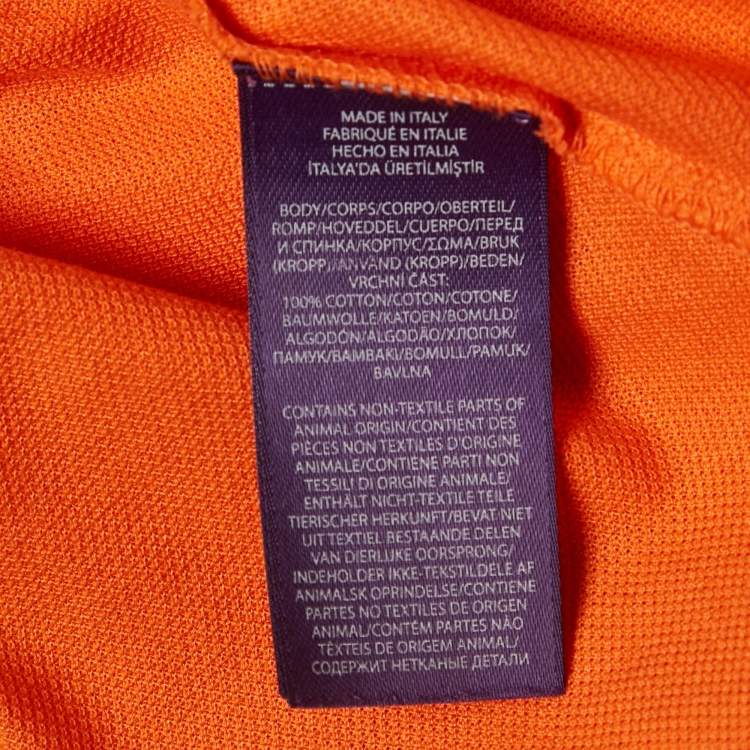 MADE IN ITALY
FABRIQUÉ EN ITALIE
HECHO EN ITALIA
İTALYA'DA ÜRETİLMİŞTİR
BODY/CORPS/CORPO/OBERTEIL/
ROMP/HOVEDDEL/CUERPO/ПЕРЕД
И СПИНКА/КОРПУС/ΣΩΜΑ/BRUK
(KROPP)/ANVAND (KROPP)/BEDEN/
VRCHNÍ ČÁST:
100% COTTON/COTON/COTONE/
BAUMWOLLE/KATOEN/BOMULD/
ALGODÓN/ALGODÃO/ХЛОПОК/
ПАМУК/BAMBAKI/BOMULL/PAMUK/
BAVLNA
CONTAINS NON-TEXTILE PARTS OF
ANIMAL ORIGIN/CONTIENT DES
PIÈCES NON TEXTILES D'ORIGINE
ANIMALE/CONTIENE PARTI NON
TESSILI DI ORIGINE ANIMALE/
ENTHÄLT NICHT-TEXTILE TEILE
TIERISCHER HERKUNFT/BEVAT NIET
UIT TEXTIEL BESTAANDE DELEN
VAN DIERLIJKE OORSPRONG/
INDEHOLDER IKKE-TEKSTILDELE AF
ANIMALSK OPRINDELSE/CONTIENE
PARTES NO TEXTILES DE ORIGEN
ANIMAL/CONTÉM PARTES NÃO
TÈXTEIS DE ORIGEM ANIMAL/
СОДЕРЖИТ НЕТКАНЫЕ ДЕТАЛИ